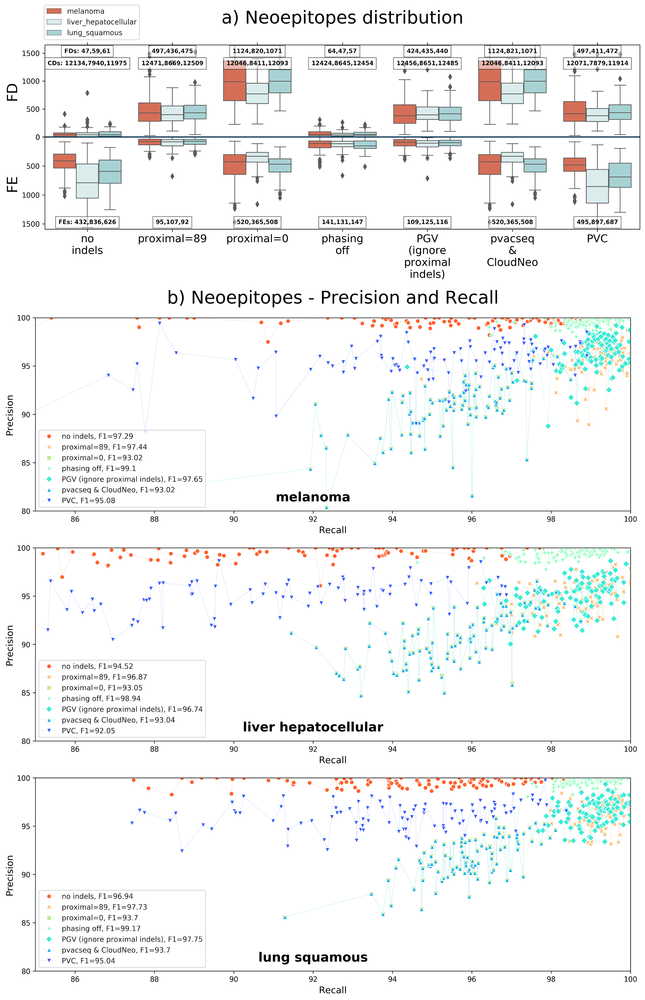 melanoma
liver_hepatocellular
lung_squamous
a) Neoepitopes distribution
FDs: 47,59,61
497,436,475
1124,820,1071
64,47,57
424,435,440
1124,821,1071
497,411,472
CDs: 12134,7940,11975
12471,8669,12509
12046,8411,12093
12424,8645,12454
12456,8651,12485
12046,8411,12093
12071,7879,11914
1500
1000
500
0
500
1000
1500
FD
FE
FEs: 432,836,626
95,107,92
520,365,508
141,131,147
109,125,116
520,365,508
495,897,687
no
indels
proximal=89
proximal=0
phasing
off
PGV
(ignore
proximal
indels)
pvacseq
&
CloudNeo
PVC
b) Neoepitopes - Precision and Recall
100
95
90
85
80
Precision
no indels, F1=97.29
proximal=89, F1=97.44
proximal=0, F1=93.02
phasing off, F1=99.1
PGV (ignore proximal indels), F1=97.65
pvacseq & CloudNeo, F1=93.02
PVC, F1=95.08
melanoma
86 88 90 92 94 96 98 100
Recall
100
95
90
85
80
Precision
no indels, F1=94.52
proximal=89, F1=96.87
proximal=0, F1=93.05
phasing off, F1=98.94
PGV (ignore proximal indels), F1=96.74
pvacseq & CloudNeo, F1=93.04
PVC, F1=92.05
liver hepatocellular
86 88 90 92 94 96 98 100
Recall
100
95
90
85
80
Precision
no indels, F1=96.94
proximal=89, F1=97.73
proximal=0, F1=93.7
phasing off, F1=99.17
PGV (ignore proximal indels), F1=97.75
pvacseq & CloudNeo, F1=93.7
PVC, F1=95.04
lung squamous
86 88 90 92 94 96 98 100
Recall